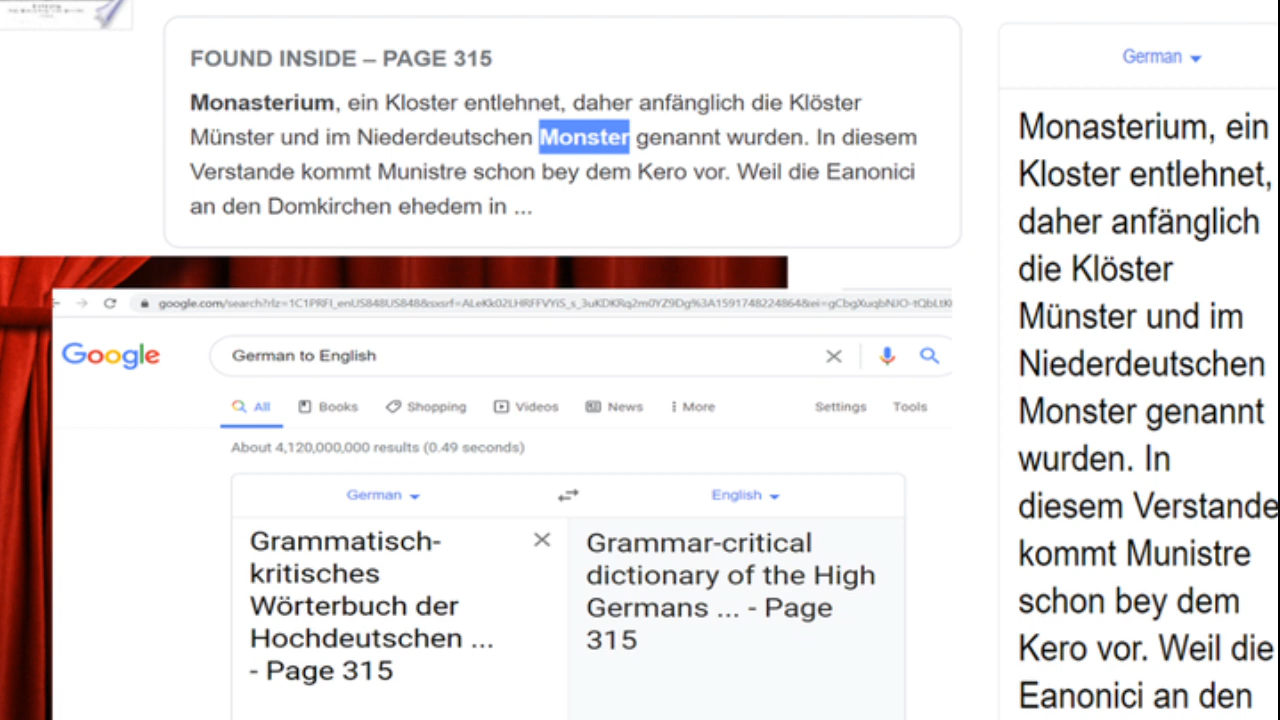 FOUND INSIDE – PAGE 315
Monasterium, ein Kloster entlehnet, daher anfänglich die Klöster
Münster und im Niederdeutschen Monster genannt wurden. In diesem
Verstande kommt Munistre schon bey dem Kero vor. Weil die Eanonici
an den Domkirchen ehedem in ...
Google
German to English
All Books Shopping Videos News More Settings Tools
About 4,120,000,000 results (0.49 seconds)
German English
Grammatisch-
kritisches
Wörterbuch der
Hochdeutschen ...
- Page 315
Grammar-critical
dictionary of the High
Germans ... - Page
315
German
Monasterium, ein
Kloster entlehnet,
daher anfänglich
die Klöster
Münster und im
Niederdeutschen
Monster genannt
wurden. In
diesem Verstande
kommt Munistre
schon bey dem
Kero vor. Weil die
Eanonici an den